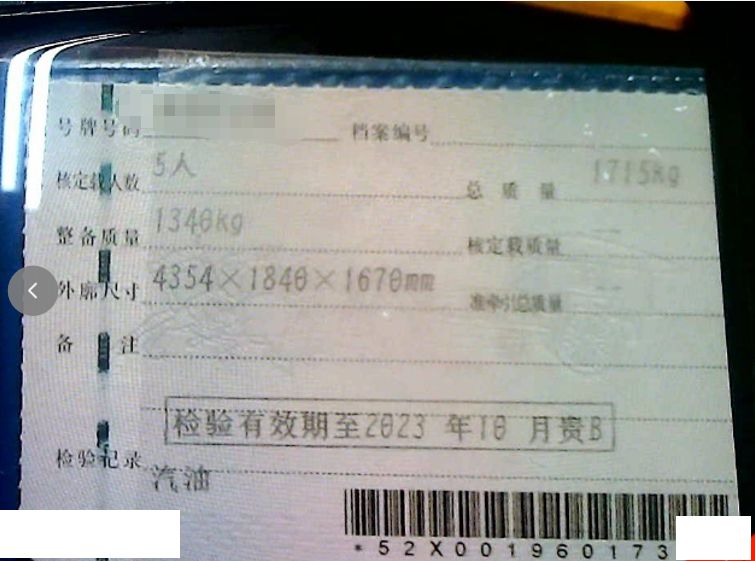 号牌号码 档案编号
核定载人数 5人 总质量 1715kg
整备质量 1340kg 核定载质量 --
外廓尺寸 4354×1840×1670mm 准牵引总质量 --
备注
检验有效期至2023 年10 月贵B
检验记录
汽油
*52X001960173